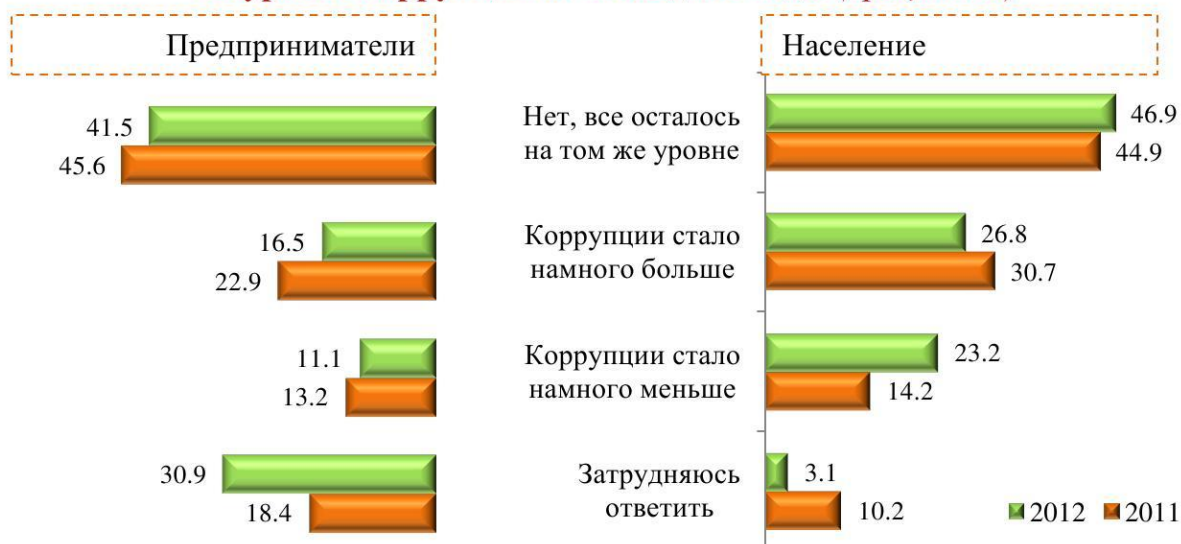 Предприниматели
Население
41.5
45.6
Нет, все осталось
на том же уровне
46.9
44.9
16.5
22.9
Коррупции стало
намного больше
26.8
30.7
11.1
13.2
Коррупции стало
намного меньше
23.2
14.2
30.9
18.4
Затрудняюсь
ответить
3.1
10.2
2012 2011